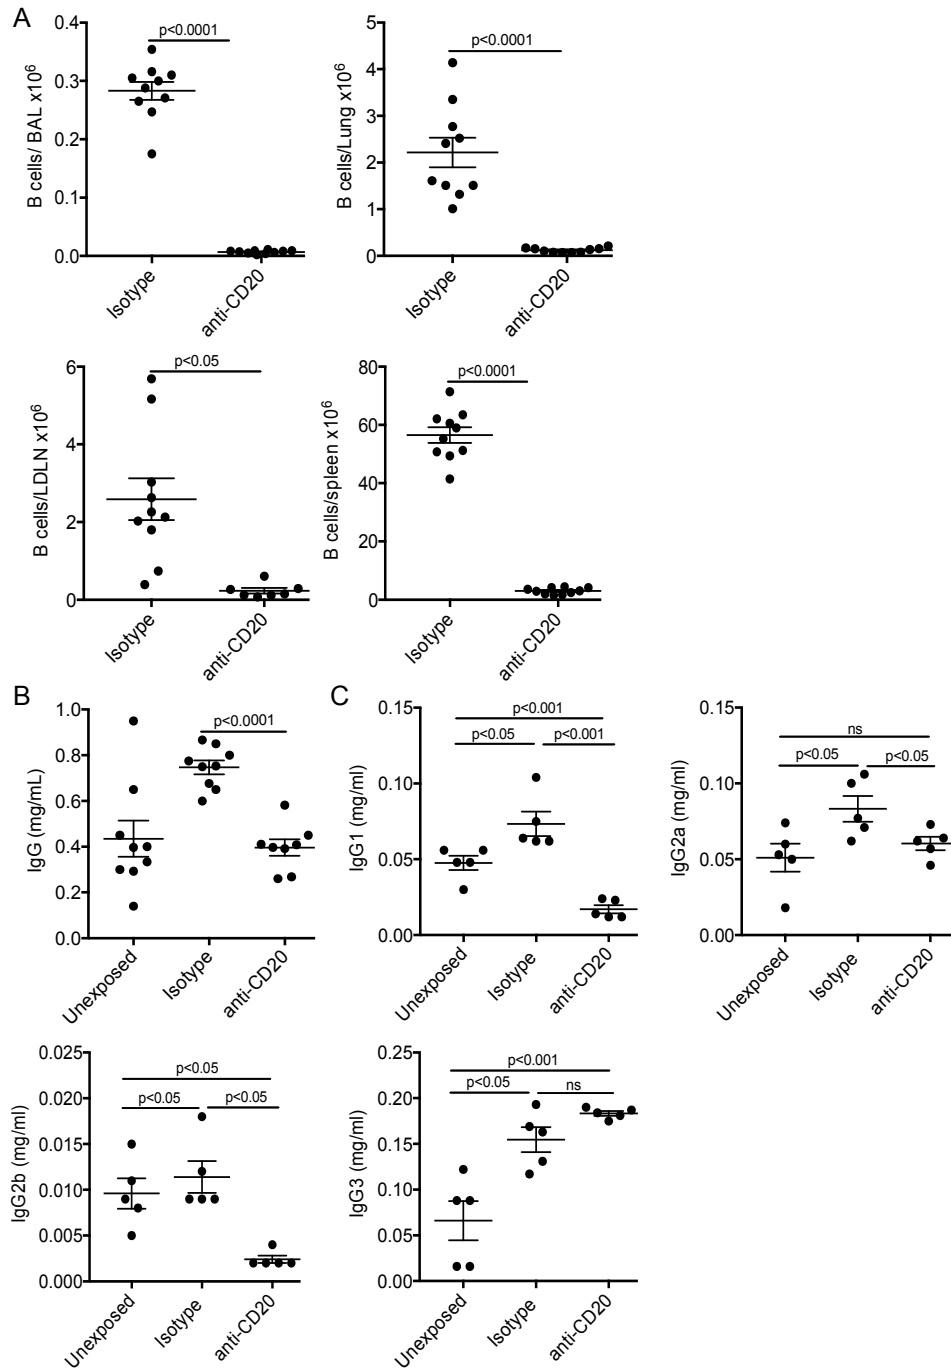 A
B cells/ BAL x10⁶
0.4
0.3
0.2
0.1
0.0
p<0.0001
Isotype
anti-CD20
B cells/Lung x10⁶
5
4
3
2
1
0
p<0.0001
Isotype
anti-CD20
B cells/LDLN x10⁶
6
4
2
0
p<0.05
Isotype
anti-CD20
B cells/spleen x10⁶
80
60
40
20
0
p<0.0001
Isotype
anti-CD20
B
IgG (mg/mL)
1.0
0.8
0.6
0.4
0.2
0.0
p<0.0001
Unexposed
Isotype
anti-CD20
C
IgG1 (mg/ml)
0.15
0.10
0.05
0.00
p<0.001
p<0.05
p<0.001
Unexposed
Isotype
anti-CD20
IgG2a (mg/ml)
0.15
0.10
0.05
0.00
ns
p<0.05
p<0.05
Unexposed
Isotype
anti-CD20
IgG2b (mg/ml)
0.025
0.020
0.015
0.010
0.005
0.000
p<0.05
p<0.05
p<0.05
Unexposed
Isotype
anti-CD20
IgG3 (mg/ml)
0.25
0.20
0.15
0.10
0.05
0.00
p<0.001
p<0.05
ns
Unexposed
Isotype
anti-CD20